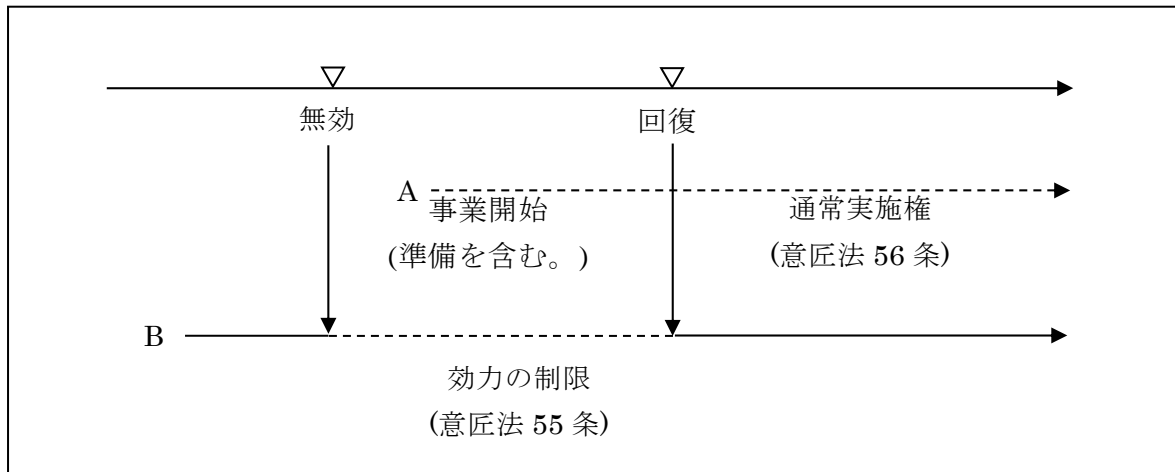 無効
回復
A
事業開始
(準備を含む。)
通常実施権
(意匠法 56 条)
B
効力の制限
(意匠法 55 条)